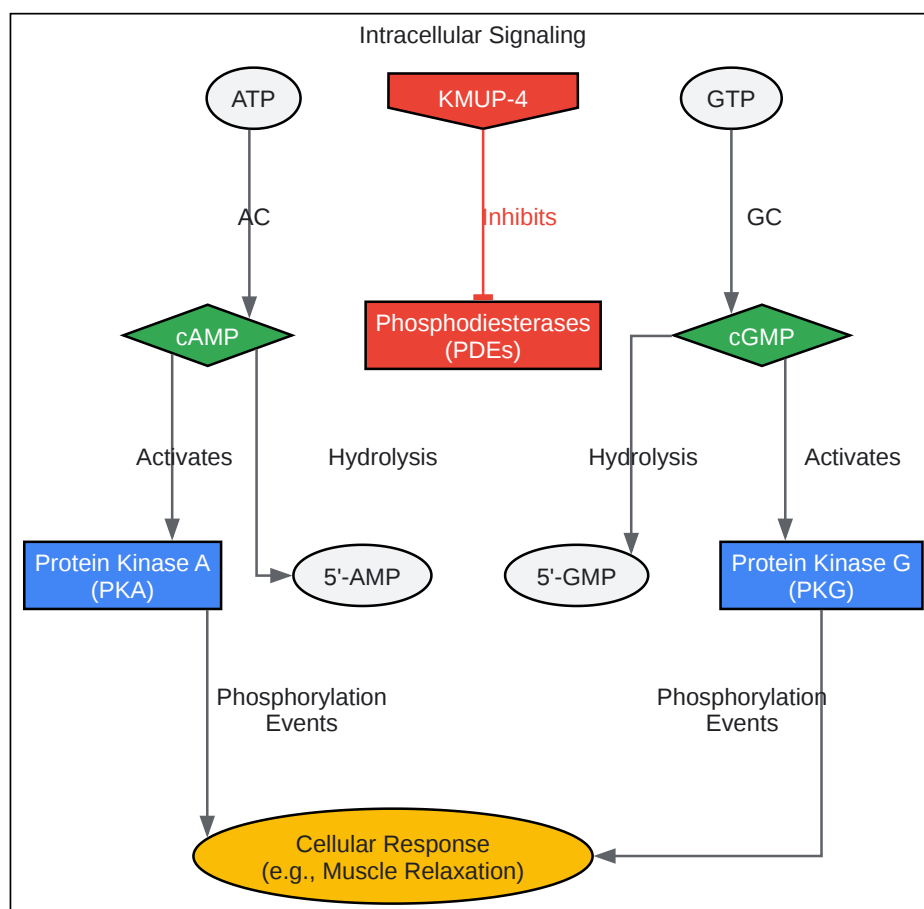 Intracellular Signaling
ATP
KMUP-4
GTP
AC
Inhibits
GC
cAMP
Phosphodiesterases
(PDEs)
cGMP
Activates
Hydrolysis
Hydrolysis
Activates
Protein Kinase A
(PKA)
5'-AMP
5'-GMP
Protein Kinase G
(PKG)
Phosphorylation
Events
Phosphorylation
Events
Cellular Response
(e.g., Muscle Relaxation)